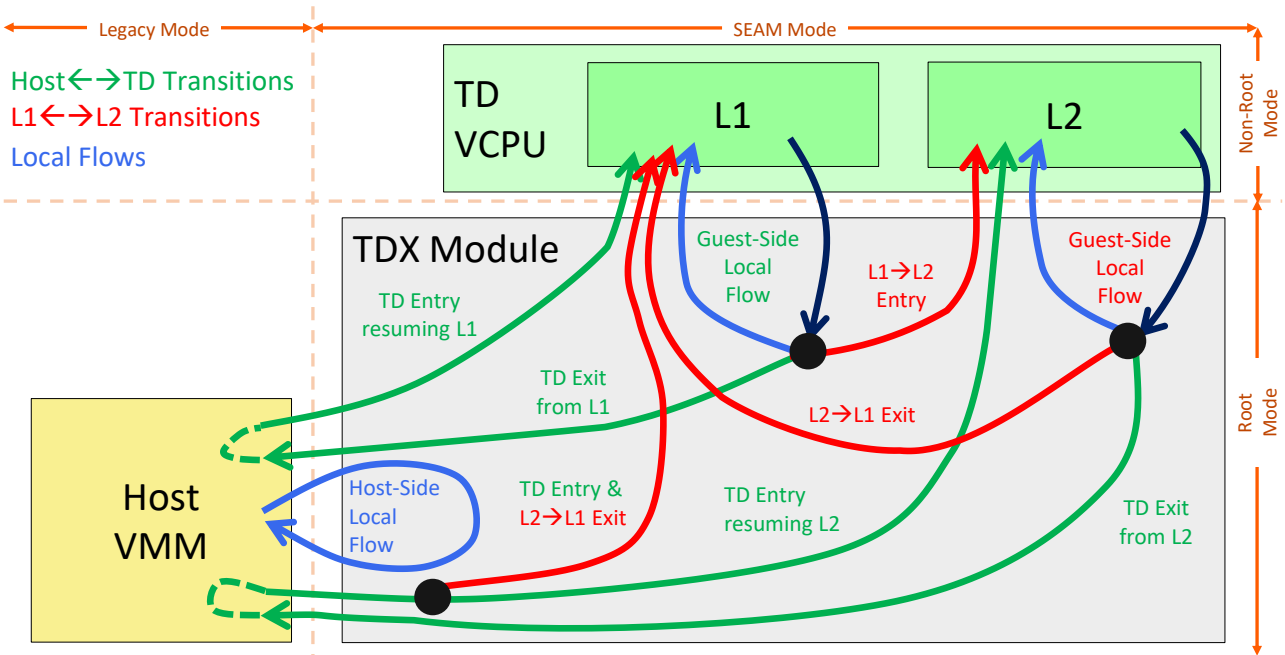 Legacy Mode
SEAM Mode
Host←→TD Transitions
L1←→L2 Transitions
Local Flows
TD
VCPU
L1
L2
Non-Root
Mode
TDX Module
Guest-Side
Local
Flow
L1→L2
Entry
Guest-Side
Local
Flow
TD Entry
resuming L1
TD Exit
from L1
L2→L1 Exit
Root
Mode
Host
VMM
Host-Side
Local
Flow
TD Entry &
L2→L1 Exit
TD Entry
resuming L2
TD Exit
from L2